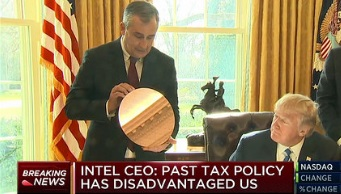 BREAKING
NEWS
INTEL CEO: PAST TAX POLICY
HAS DISADVANTAGED US
NASDAQ
CHANGE
% CHANGE